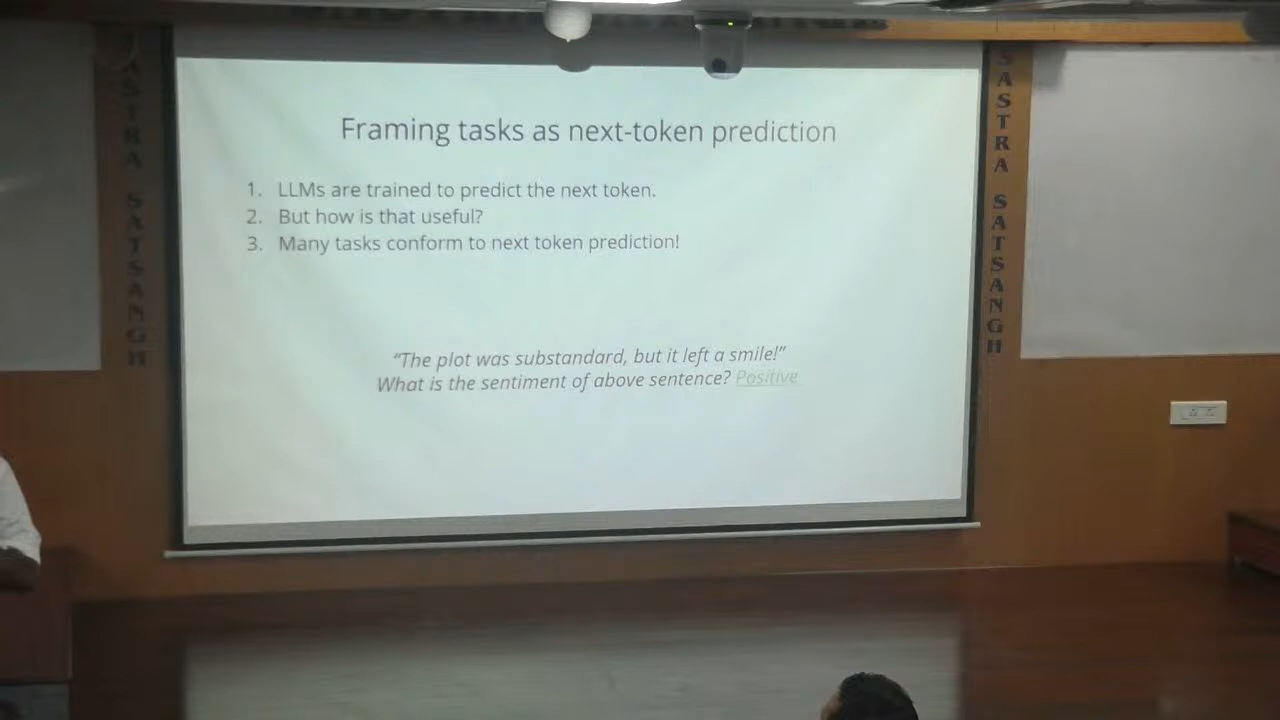 SASTRA SATSANGH
Framing tasks as next-token prediction
1. LLMs are trained to predict the next token.
2. But how is that useful?
3. Many tasks conform to next token prediction!
“The plot was substandard, but it left a smile!”
What is the sentiment of above sentence? Positive
SASTRA SATSANGH